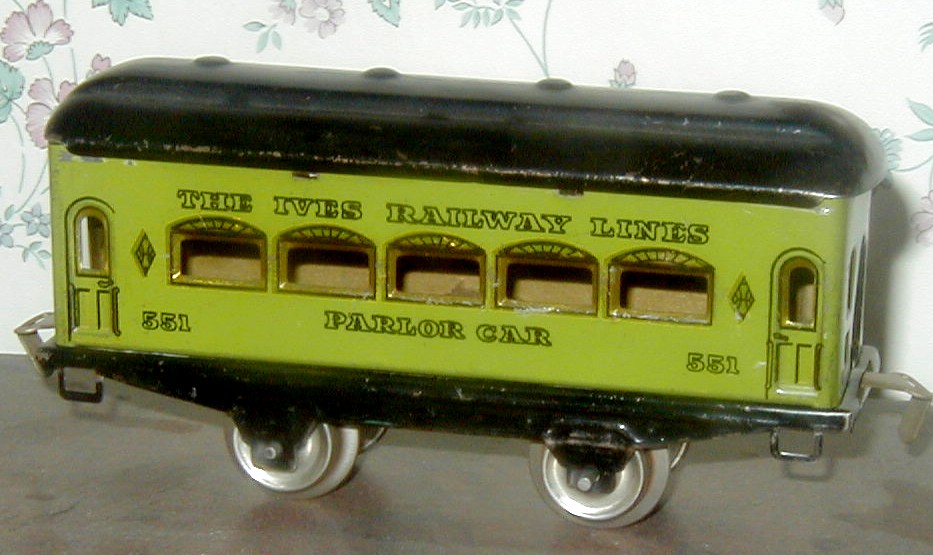 THE IVES RAILWAY LINES
551
PARLOR CAR
551